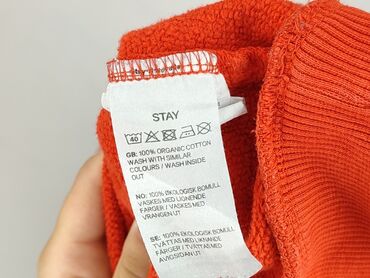 STAY
40
GB: 100% ORGANIC COTTON
WASH WITH SIMILAR
COLOURS / WASH INSIDE
OUT
NO: 100% ØKOLOGISK BOMULL
VASKES MED LIGNENDE
FARGER / VASKES MED
VRANGEN UT
SE: 100% EKOLOGISK BOMULL
TVÄTTAS MED LIKNANDE
FÄRGER / TVÄTTAS MED
AVIGSIDAN UT